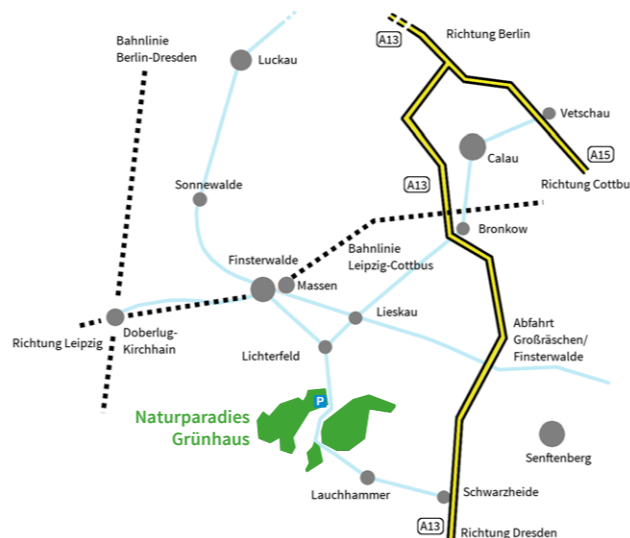 A13
Richtung Berlin
Bahnlinie
Berlin-Dresden
Luckau
Vetschau
Calau
A15
Richtung Cottbu
Sonnewalde
A13
Bronkow
Bahnlinie
Leipzig-Cottbus
Finsterwalde
Massen
Lieskau
Abfahrt
Großräschen/
Finsterwalde
Doberlug-
Kirchhain
Richtung Leipzig
Lichterfeld
P
Naturparadies
Grünhaus
Senftenberg
Lauchhammer
Schwarzheide
A13
Richtung Dresden